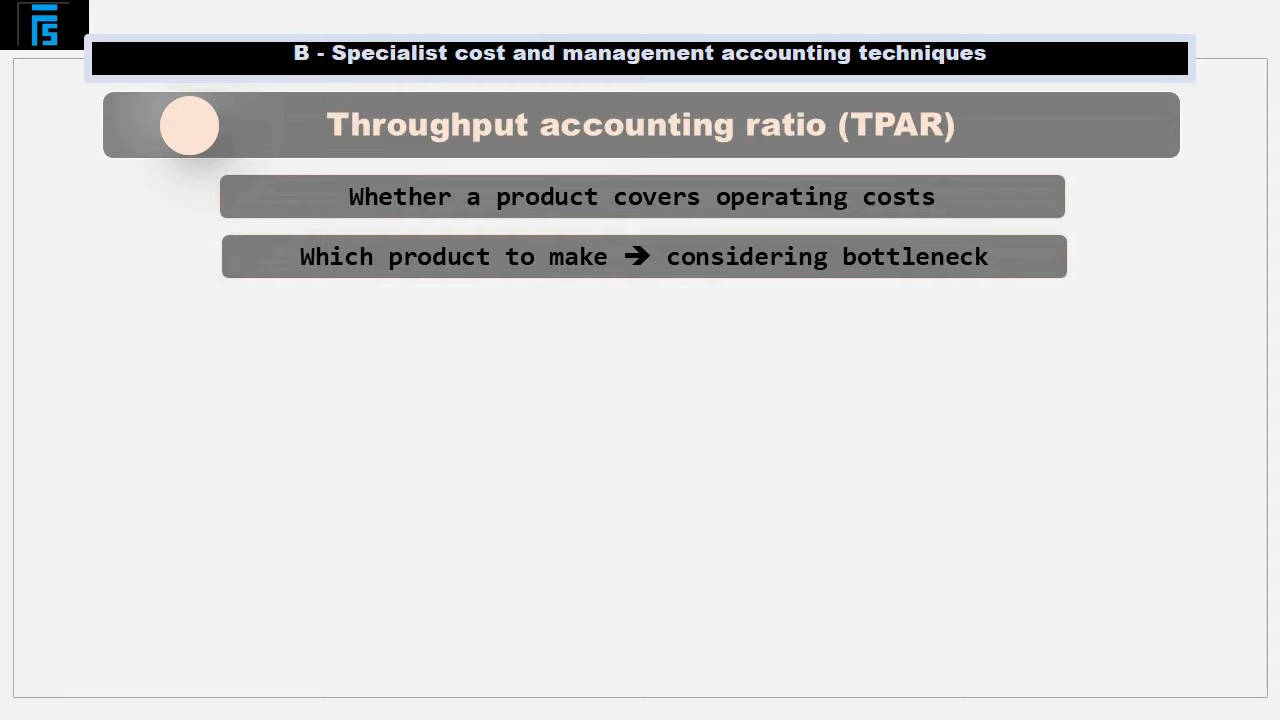 B - Specialist cost and management accounting techniques
Throughput accounting ratio (TPAR)
Whether a product covers operating costs
Which product to make ➔ considering bottleneck